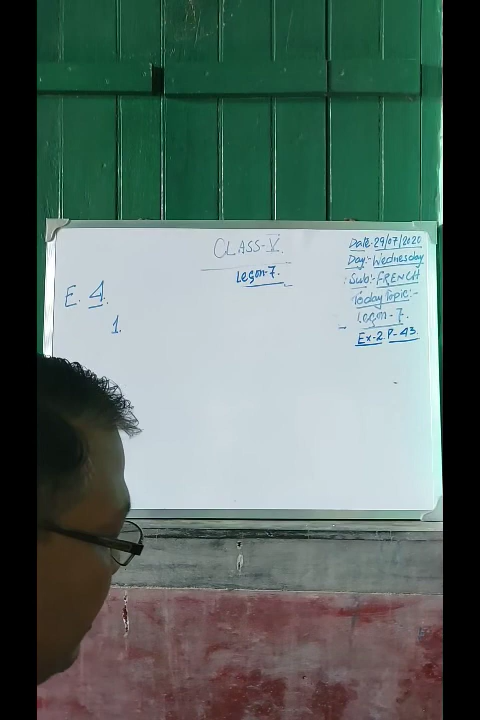 CLASS-V.
Leçon-7.
E. 4.
1.
Date-29/07/2020
Day:-Wednesday
Sub:-FRENCH
Today Topic:-
Leçon-7.
Ex-2. P-43.